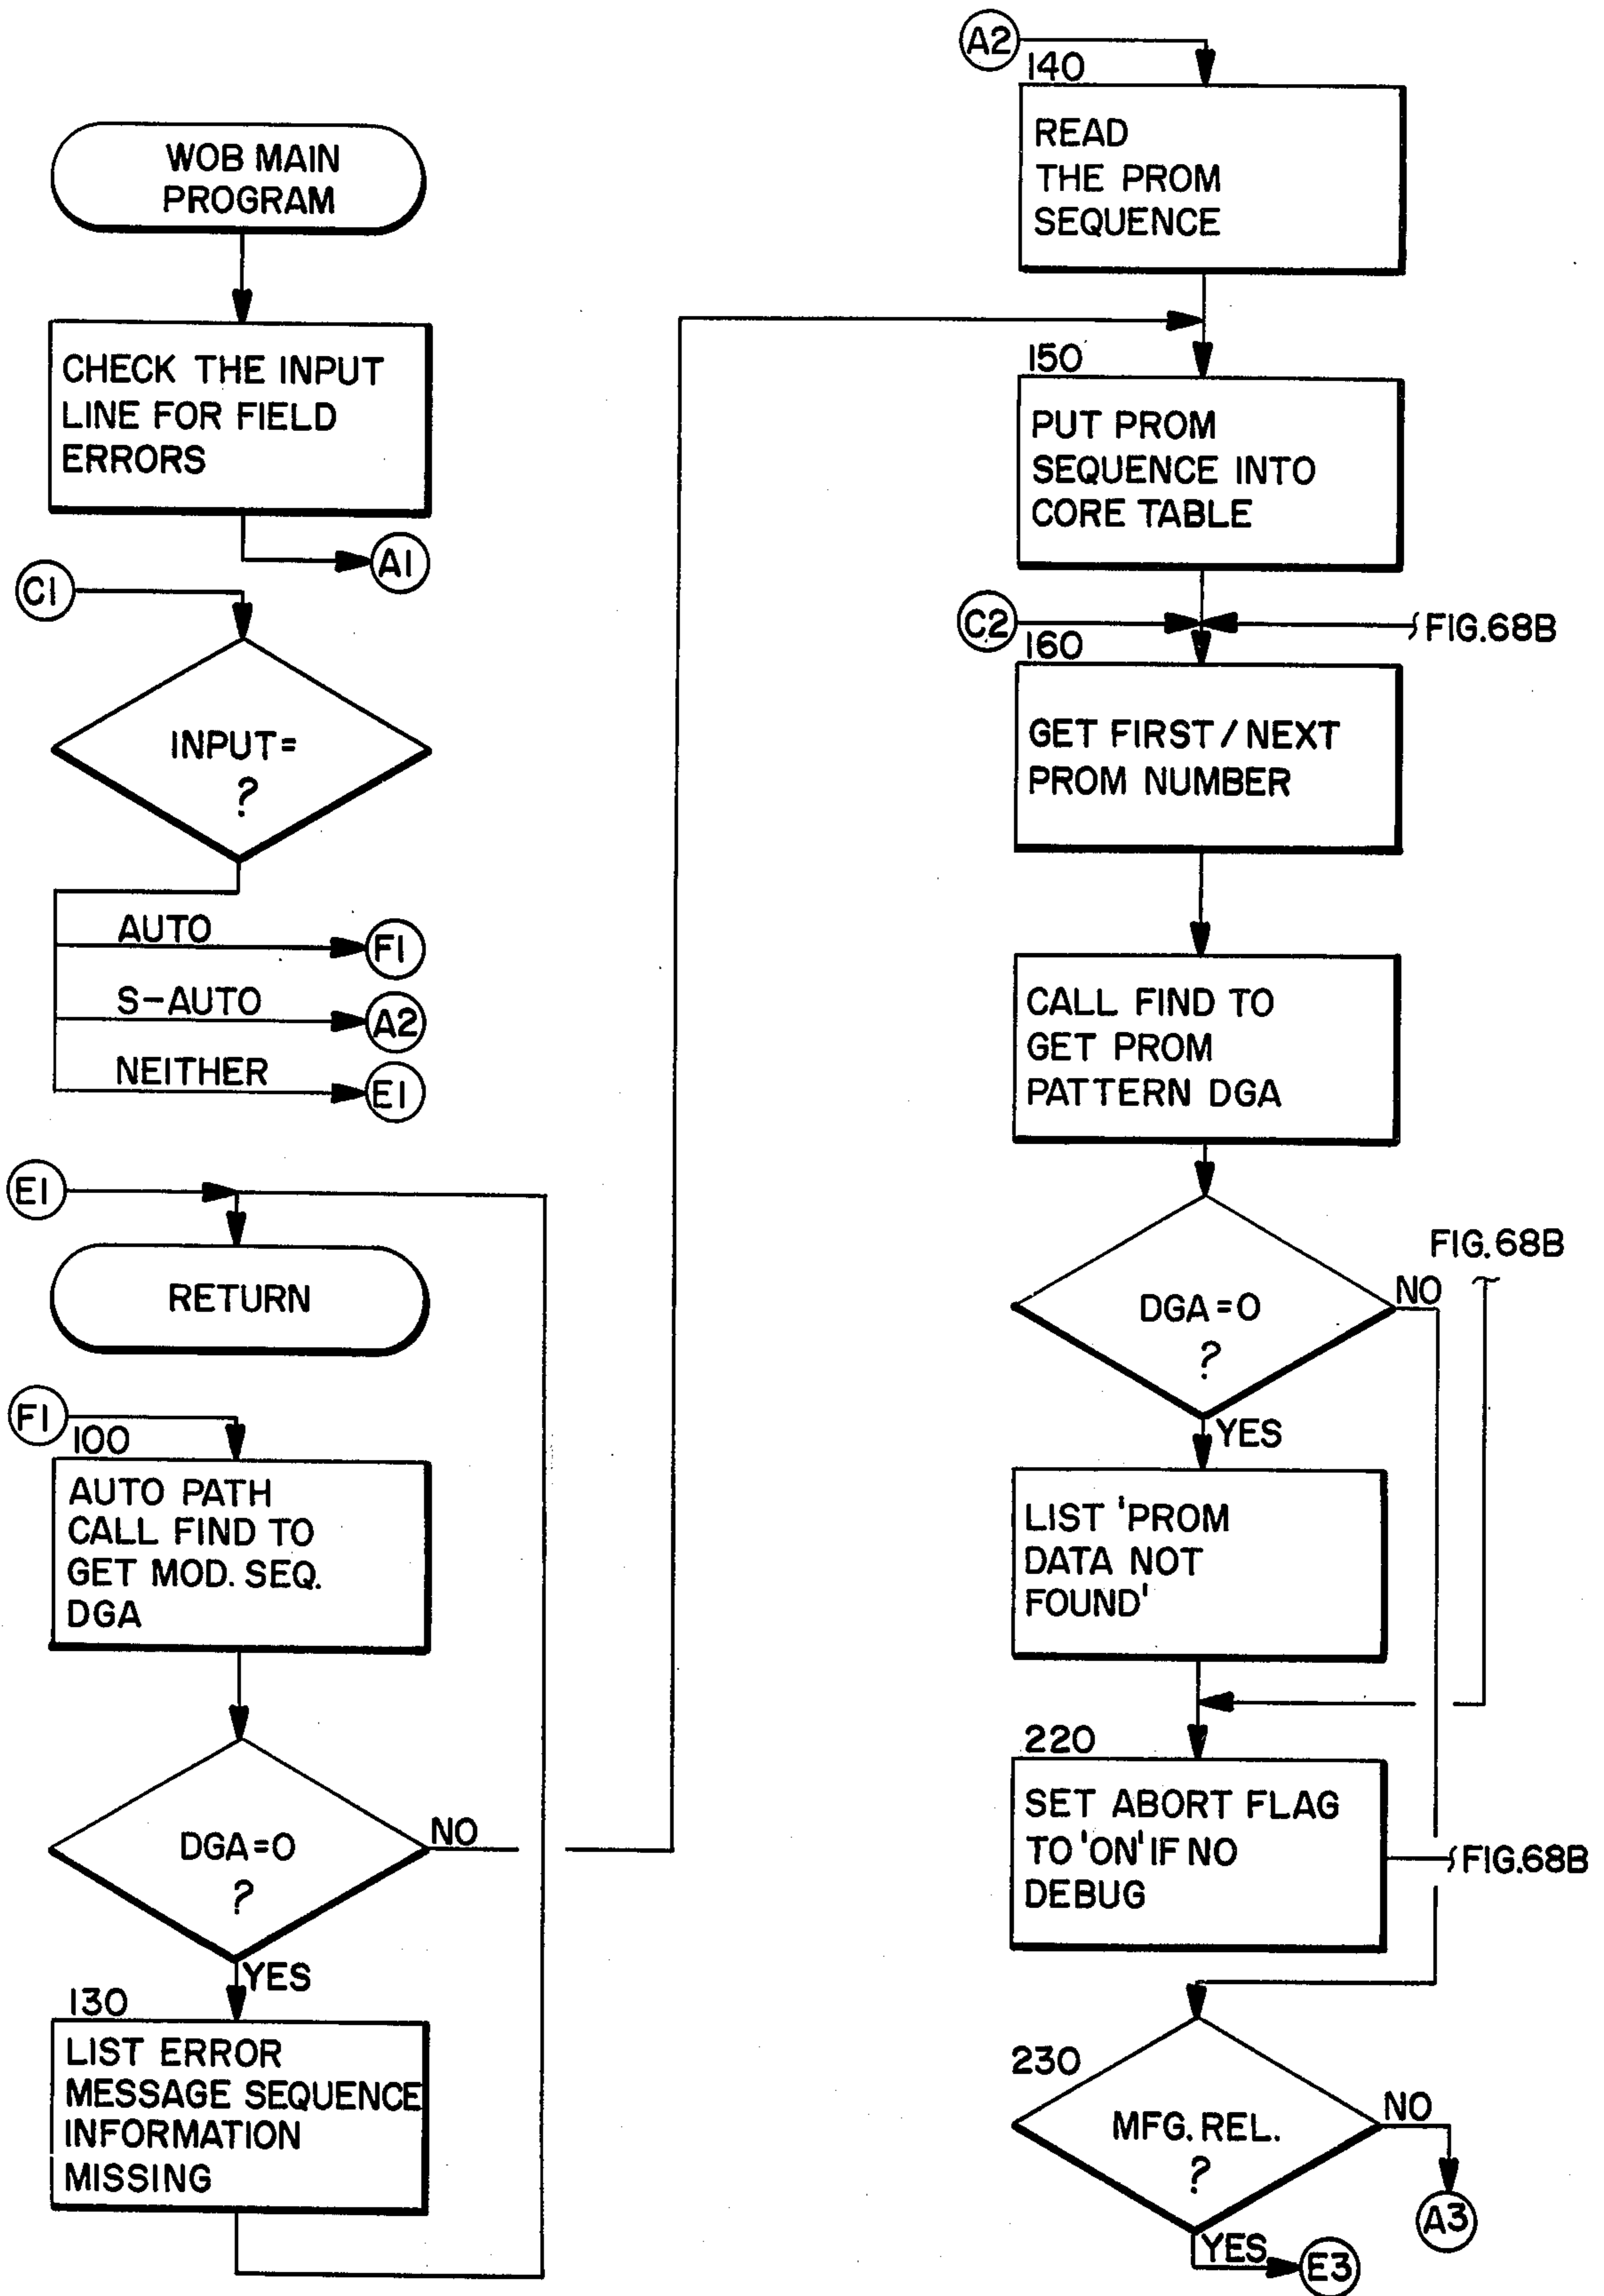 WOB MAIN
PROGRAM
CHECK THE INPUT
LINE FOR FIELD
ERRORS
A1
C1
INPUT=
?
AUTO
F1
S-AUTO
A2
NEITHER
E1
E1
RETURN
F1
100
AUTO PATH
CALL FIND TO
GET MOD. SEQ.
DGA
DGA=0
?
NO
YES
130
LIST ERROR
MESSAGE SEQUENCE
INFORMATION
MISSING
A2
140
READ
THE PROM
SEQUENCE
150
PUT PROM
SEQUENCE INTO
CORE TABLE
C2
FIG.68B
160
GET FIRST/NEXT
PROM NUMBER
CALL FIND TO
GET PROM
PATTERN DGA
FIG.68B
DGA=0
?
NO
YES
LIST 'PROM
DATA NOT
FOUND'
220
SET ABORT FLAG
TO 'ON' IF NO
DEBUG
FIG.68B
230
MFG. REL.
?
NO
A3
YES
E3